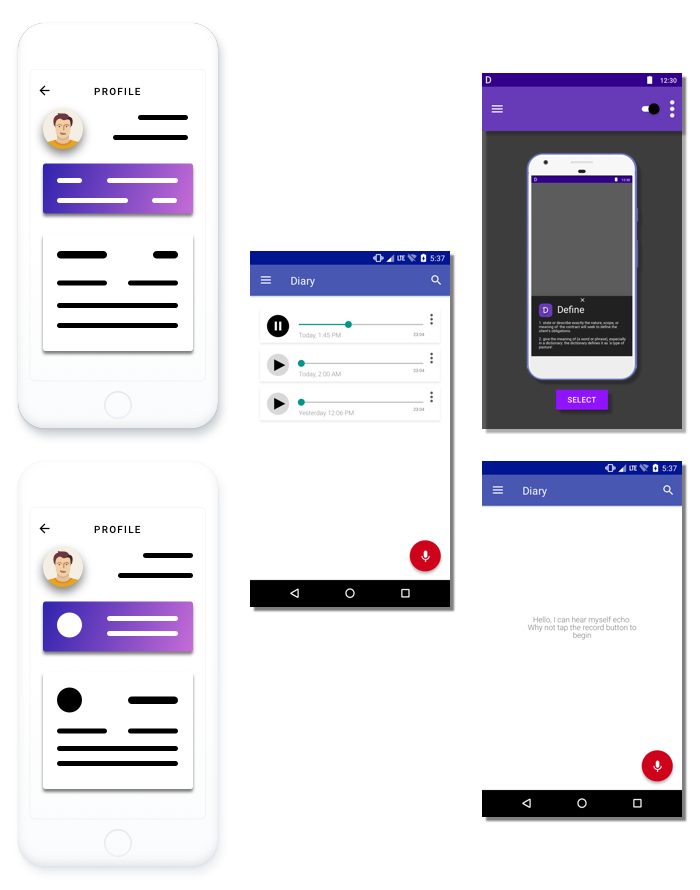 PROFILE
LTE 5:37
Diary
Today, 1:45 PM
23:04
Today, 2:00 AM
23:04
Yesterday 12:06 PM
23:04
D 12:30
D 12:30
D Define
1. state or describe exactly the nature, scope, or
meaning of: the contract will seek to define the
client's obligations.
2. give the meaning of (a word or phrase), especially
in a dictionary: the dictionary defines it as 'a type of
pasture'.
SELECT
PROFILE
LTE 5:37
Diary
Hello, I can hear myself echo.
Why not tap the record button to
begin